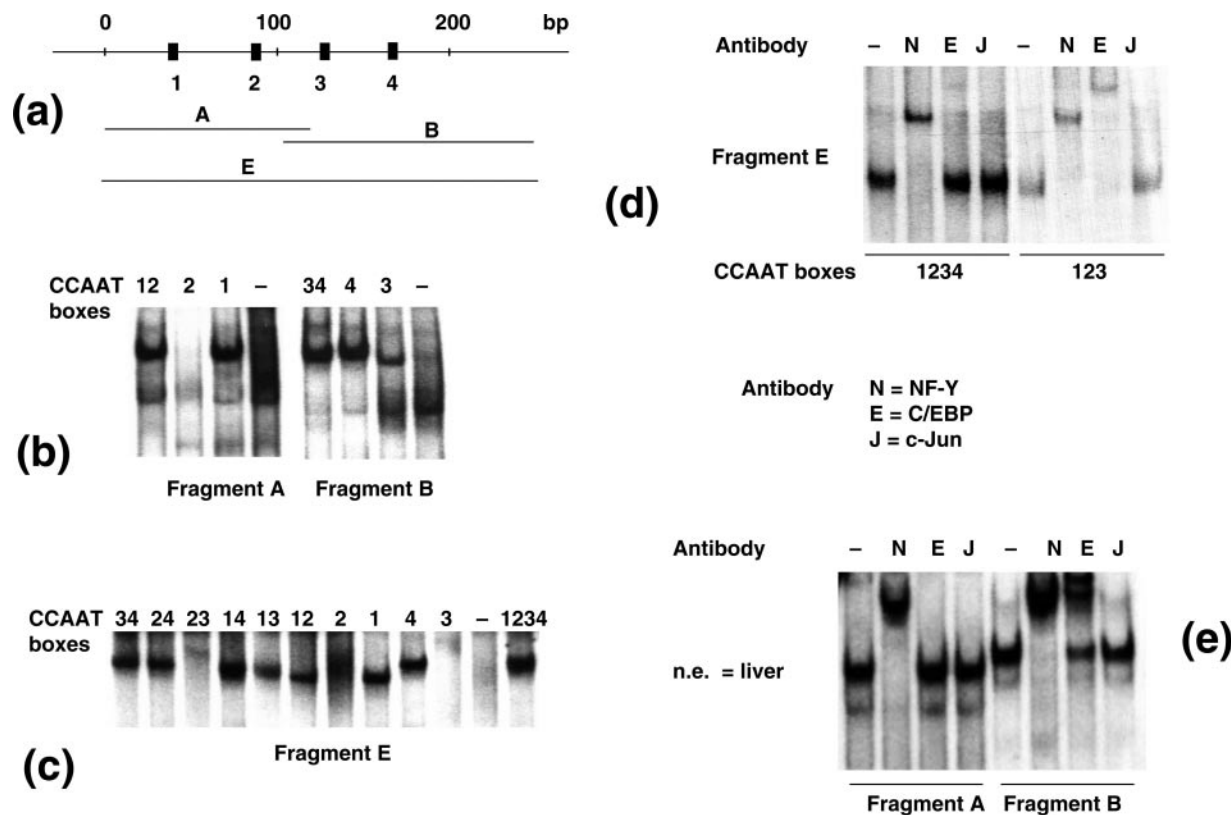 0 100 200 bp
1 2 3 4
(a)
A
B
E
CCAAT boxes 12 2 1 – 34 4 3 –
(b)
Fragment A Fragment B
CCAAT boxes 34 24 23 14 13 12 2 1 4 3 – 1234
(c)
Fragment E
Antibody – N E J – N E J
Fragment E
(d)
CCAAT boxes 1234 123
Antibody N = NF-Y
E = C/EBP
J = c-Jun
Antibody – N E J – N E J
n.e. = liver
(e)
Fragment A Fragment B